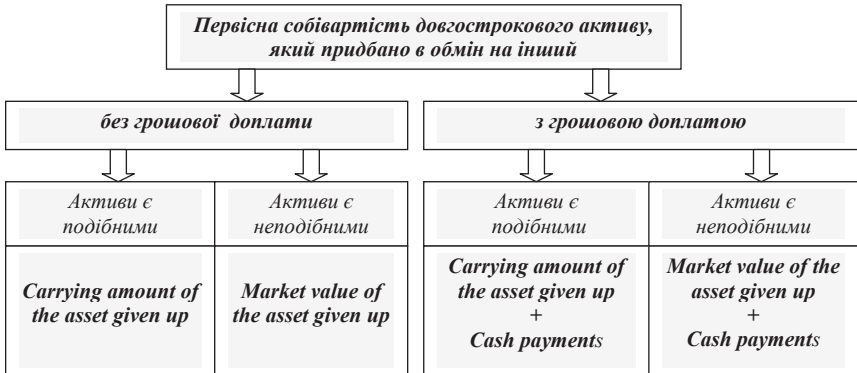 Первісна собівартість довгострокового активу,
який придбано в обмін на інший
без грошової доплати
з грошовою доплатою
Активи є
подібними
Активи є
неподібними
Активи є
подібними
Активи є
неподібними
Carrying amount of
the asset given up
Market value of
the asset given up
Carrying amount of
the asset given up
+
Cash payments
Market value of the
asset given up
+
Cash payments